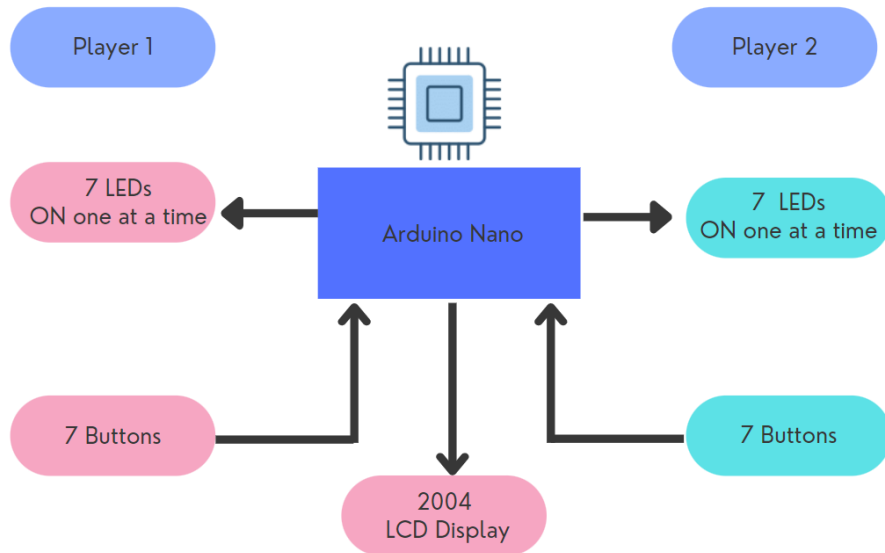 Player 1
Player 2
7 LEDs
ON one at a time
Arduino Nano
7 LEDs
ON one at a time
7 Buttons
7 Buttons
2004
LCD Display